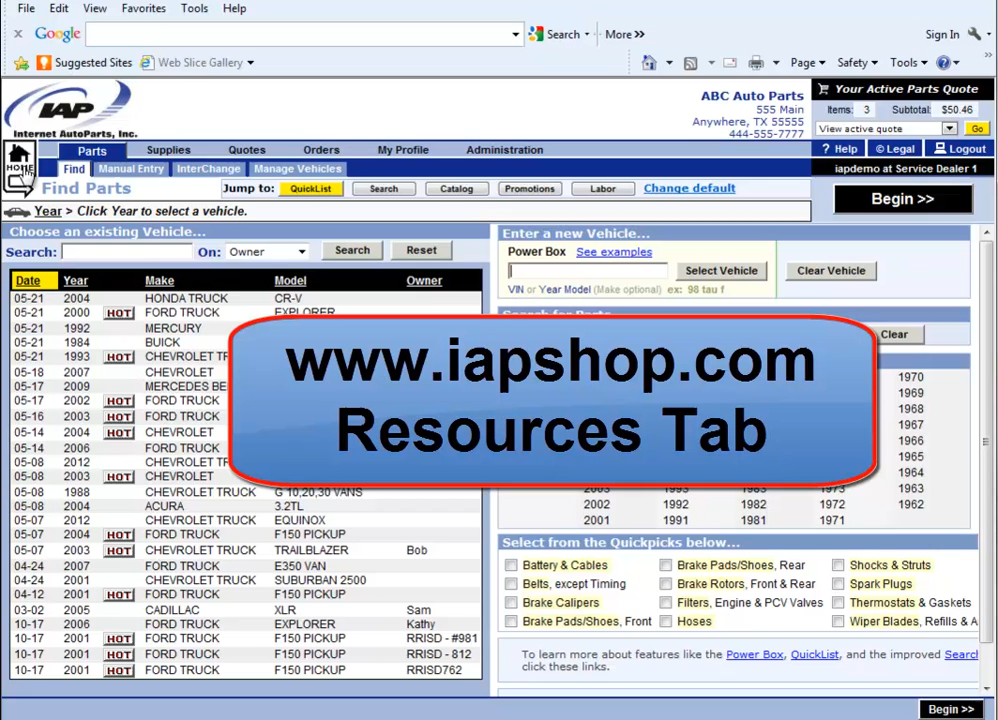 File Edit View Favorites Tools Help
x Google Search More >> Sign In
Suggested Sites Web Slice Gallery Page Safety Tools
IAP
Internet AutoParts, Inc.
ABC Auto Parts
555 Main
Anywhere, TX 55555
444-555-7777
Your Active Parts Quote
Items: 3 Subtotal: $50.46
View active quote Go
Parts Supplies Quotes Orders My Profile Administration
? Help © Legal Logout
HOME
Find Manual Entry InterChange Manage Vehicles
iapdemo at Service Dealer 1
Find Parts Jump to: QuickList Search Catalog Promotions Labor Change default
Begin >>
Year > Click Year to select a vehicle.
Choose an existing Vehicle...
Search: On: Owner Search Reset
Date Year Make Model Owner
05-21 2004 HONDA TRUCK CR-V
05-21 2000 HOT FORD TRUCK EXPLORER
05-21 1992 MERCURY
05-21 1984 BUICK
05-21 1993 HOT CHEVROLET
05-18 2007 CHEVROLET
05-17 2009 MERCEDES BE
05-17 2002 HOT FORD TRUCK
05-16 2003 HOT FORD TRUCK
05-14 2004 HOT CHEVROLET
05-14 2006 FORD TRUCK
05-08 2012 CHEVROLET
05-08 2003 HOT CHEVROLET
05-08 1988 CHEVROLET TRUCK G 10,20,30 VANS
05-08 2004 ACURA 3.2TL
05-07 2012 CHEVROLET TRUCK EQUINOX
05-07 2004 HOT FORD TRUCK F150 PICKUP
05-07 2003 HOT CHEVROLET TRUCK TRAILBLAZER Bob
04-24 2007 FORD TRUCK E350 VAN
04-24 2001 CHEVROLET TRUCK SUBURBAN 2500
04-12 2001 HOT FORD TRUCK F150 PICKUP
03-02 2005 CADILLAC XLR Sam
10-17 2006 FORD TRUCK EXPLORER Kathy
10-17 2001 HOT FORD TRUCK F150 PICKUP RRISD - #981
10-17 2001 HOT FORD TRUCK F150 PICKUP RRISD - 812
10-17 2001 HOT FORD TRUCK F150 PICKUP RRISD762
Enter a new Vehicle...
Power Box See examples
Select Vehicle Clear Vehicle
VIN or Year Model (Make optional) ex: 98 tau f
Search for Parts
Clear
www.iapshop.com
Resources Tab
1970
1969
1968
1967
1966
1965
1964
2003 1993 1983 1973 1963
2002 1992 1982 1972 1962
2001 1991 1981 1971
Select from the Quickpicks below...
Battery & Cables Brake Pads/Shoes, Rear Shocks & Struts
Belts, except Timing Brake Rotors, Front & Rear Spark Plugs
Brake Calipers Filters, Engine & PCV Valves Thermostats & Gaskets
Brake Pads/Shoes, Front Hoses Wiper Blades, Refills & A
To learn more about features like the Power Box, QuickList, and the improved Search
click these links.
Begin >>